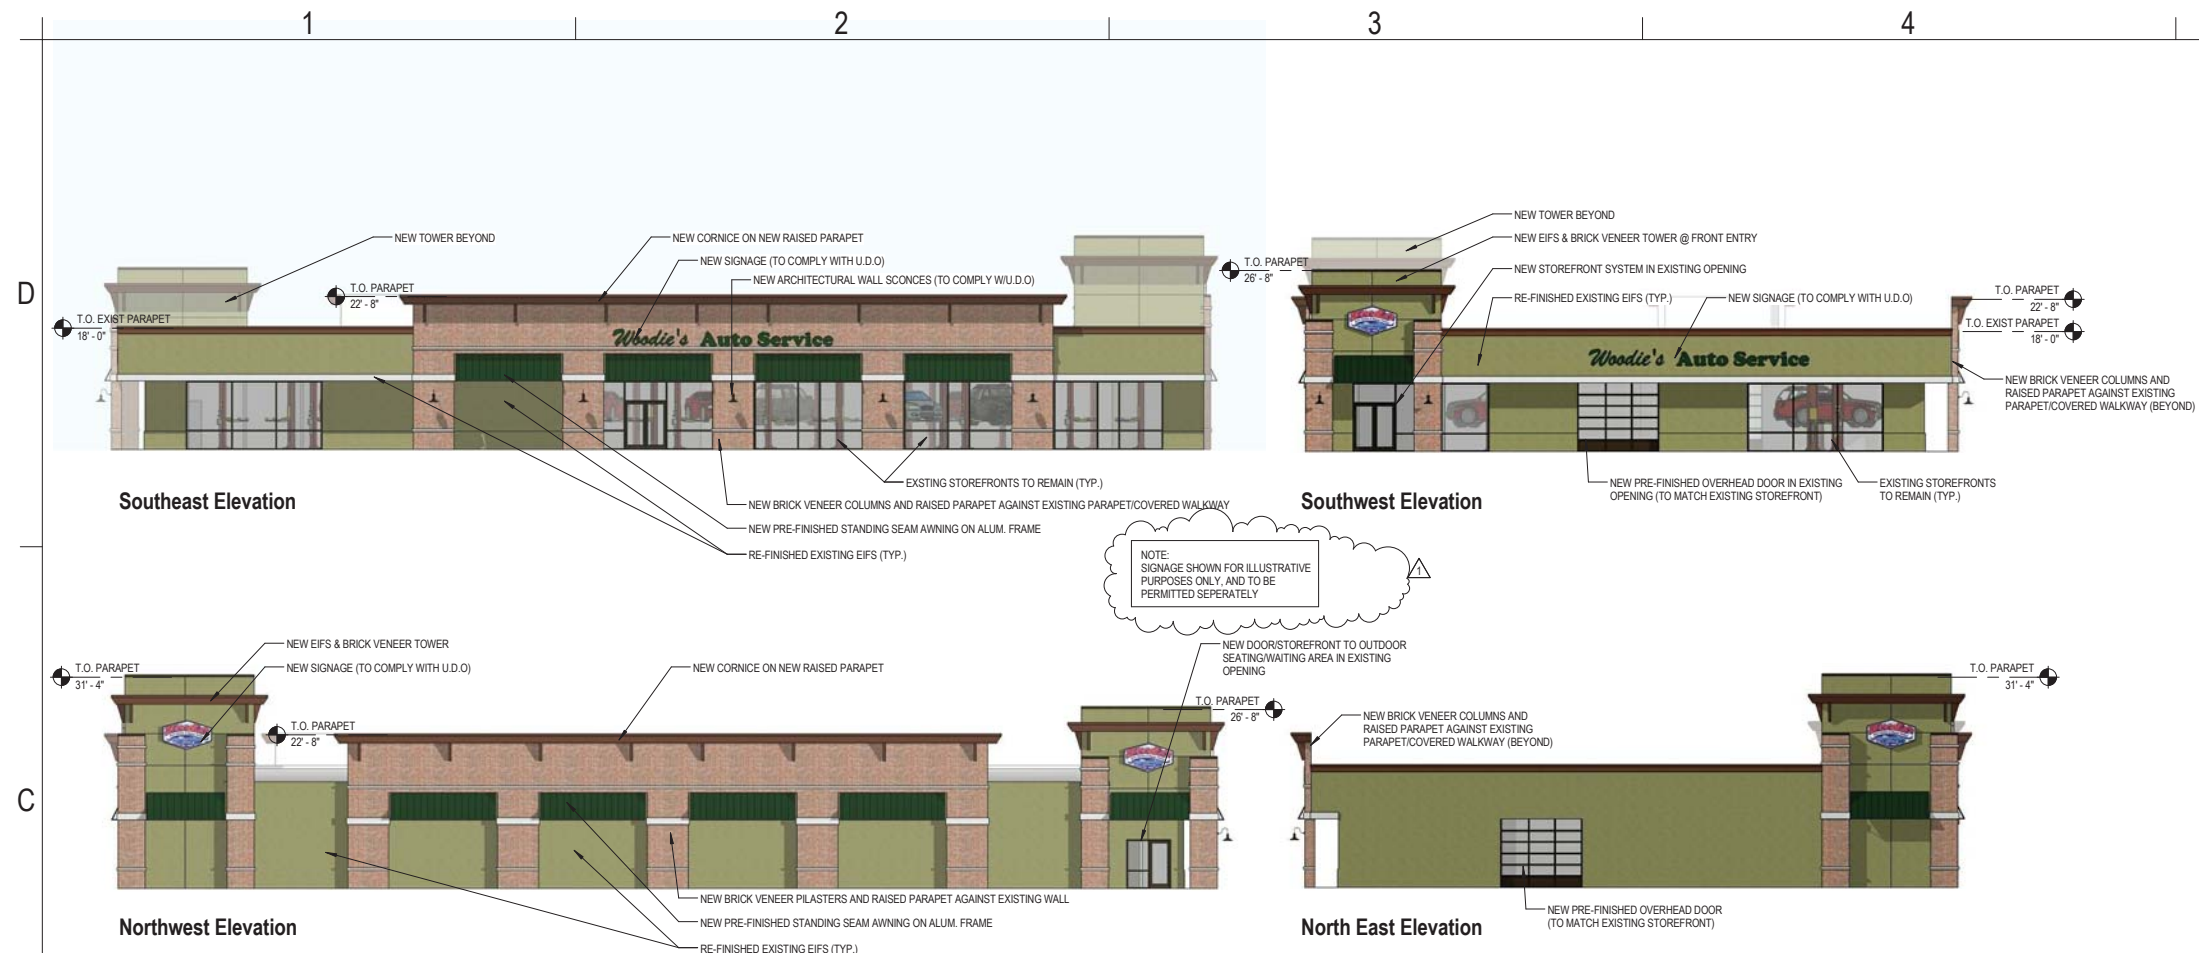 1
2
3
4
D
NEW TOWER BEYOND
NEW CORNICE ON NEW RAISED PARAPET
NEW SIGNAGE (TO COMPLY WITH U.D.O)
NEW ARCHITECTURAL WALL SCONCES (TO COMPLY W/U.D.O)
T.O. PARAPET
22' - 8"
T.O. EXIST PARAPET
18' - 0"
Woodie's Auto Service
EXSTING STOREFRONTS TO REMAIN (TYP.)
NEW BRICK VENEER COLUMNS AND RAISED PARAPET AGAINST EXISTING PARAPET/COVERED WALKWAY
NEW PRE-FINISHED STANDING SEAM AWNING ON ALUM. FRAME
RE-FINISHED EXISTING EIFS (TYP.)
Southeast Elevation
NEW TOWER BEYOND
NEW EIFS & BRICK VENEER TOWER @ FRONT ENTRY
T.O. PARAPET
26' - 8"
NEW STOREFRONT SYSTEM IN EXISTING OPENING
RE-FINISHED EXISTING EIFS (TYP.)
NEW SIGNAGE (TO COMPLY WITH U.D.O)
T.O. PARAPET
22' - 8"
T.O. EXIST PARAPET
18' - 0"
Woodie's Auto Service
NEW BRICK VENEER COLUMNS AND
RAISED PARAPET AGAINST EXISTING
PARAPET/COVERED WALKWAY (BEYOND)
NEW PRE-FINISHED OVERHEAD DOOR IN EXISTING
OPENING (TO MATCH EXISTING STOREFRONT)
EXISTING STOREFRONTS
TO REMAIN (TYP.)
Southwest Elevation
NOTE:
SIGNAGE SHOWN FOR ILLUSTRATIVE
PURPOSES ONLY, AND TO BE
PERMITTED SEPERATELY
1
C
NEW EIFS & BRICK VENEER TOWER
NEW SIGNAGE (TO COMPLY WITH U.D.O)
T.O. PARAPET
31' - 4"
T.O. PARAPET
22' - 8"
NEW CORNICE ON NEW RAISED PARAPET
NEW DOOR/STOREFRONT TO OUTDOOR
SEATING/WAITING AREA IN EXISTING
OPENING
T.O. PARAPET
26' - 8"
NEW BRICK VENEER PILASTERS AND RAISED PARAPET AGAINST EXISTING WALL
NEW PRE-FINISHED STANDING SEAM AWNING ON ALUM. FRAME
RE-FINISHED EXISTING EIFS (TYP.)
Northwest Elevation
NEW BRICK VENEER COLUMNS AND
RAISED PARAPET AGAINST EXISTING
PARAPET/COVERED WALKWAY (BEYOND)
T.O. PARAPET
31' - 4"
NEW PRE-FINISHED OVERHEAD DOOR
(TO MATCH EXISTING STOREFRONT)
North East Elevation